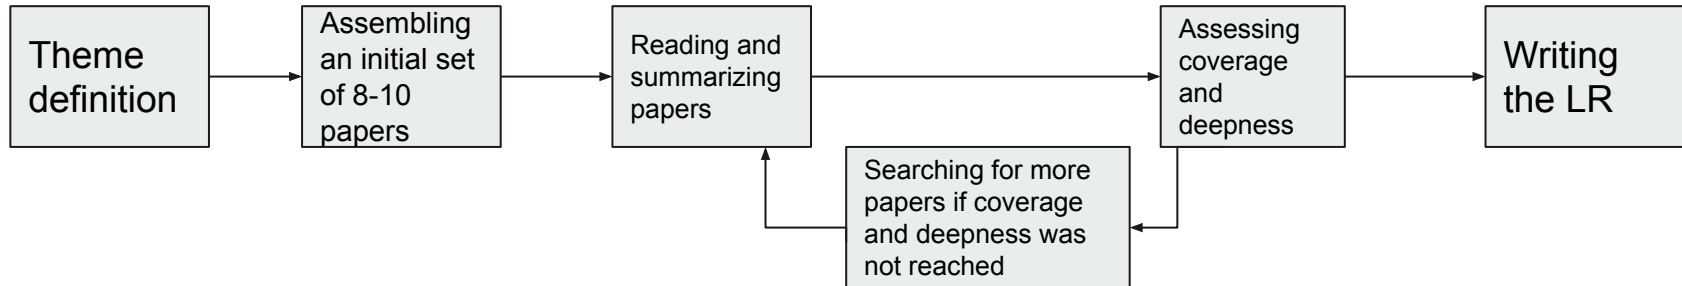 Theme
definition
Assembling
an initial set
of 8-10
papers
Reading and
summarizing
papers
Assessing
coverage
and
deepness
Writing
the LR
Searching for more
papers if coverage
and deepness was
not reached